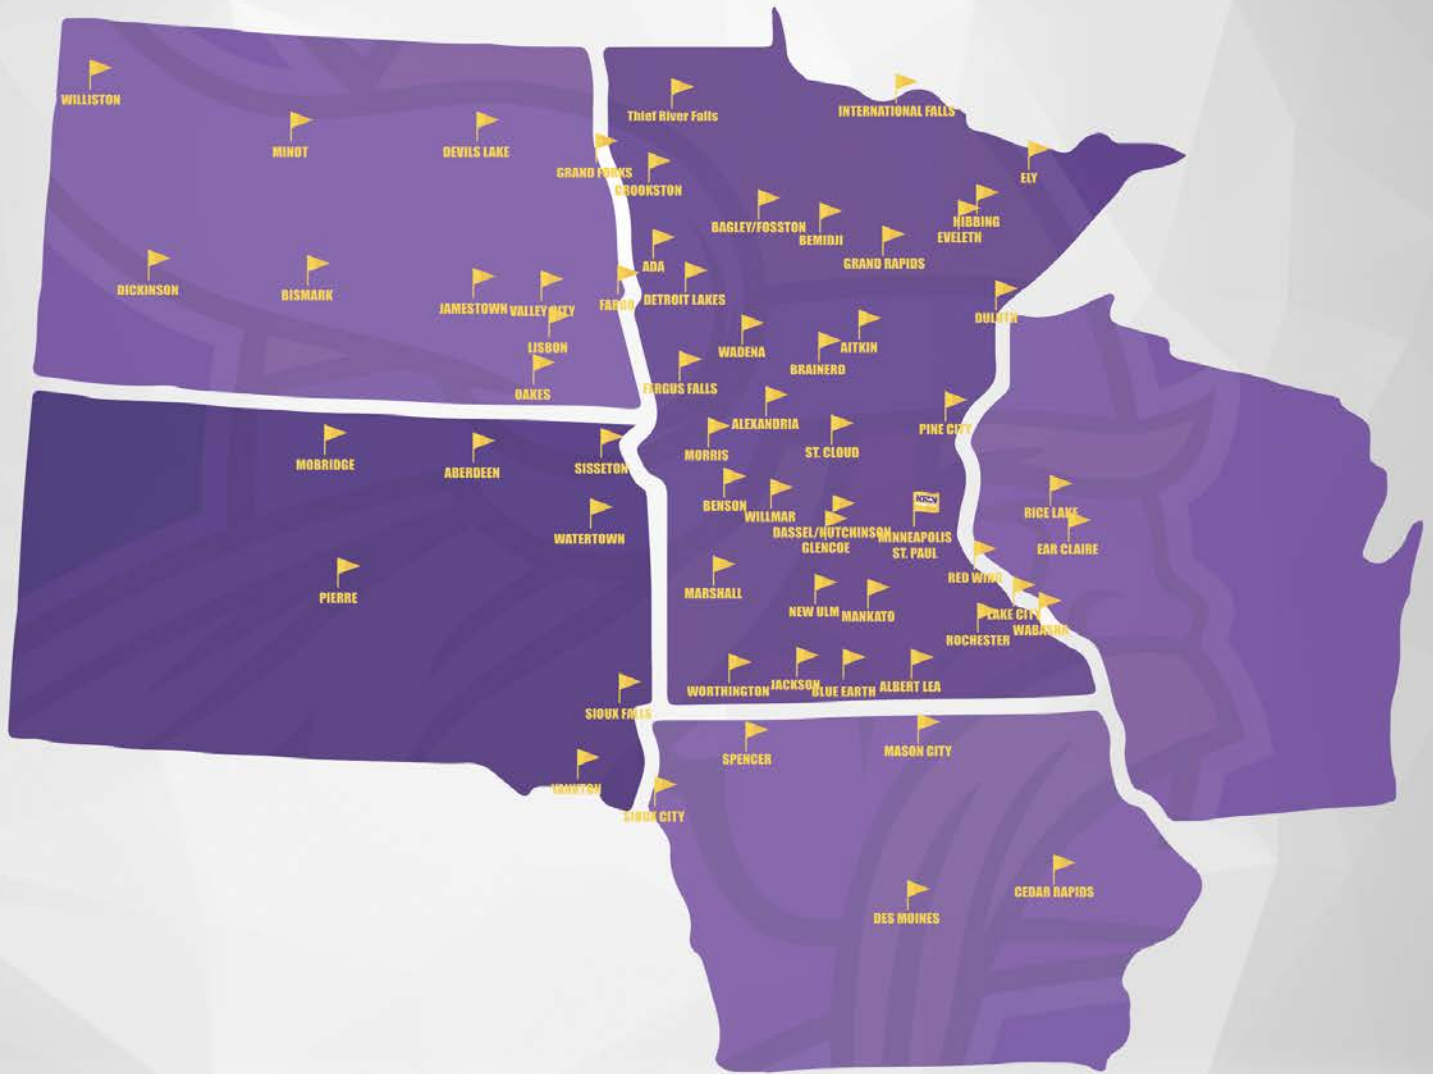 WILLISTON
Thief River Falls
INTERNATIONAL FALLS
MINOT
DEVILS LAKE
GRAND FORKS
CROOKSTON
ELY
BAGLEY/FOSSTON
BEMIDJI
HIBBING
EVELETH
GRAND RAPIDS
ADA
DICKINSON
BISMARK
JAMESTOWN
VALLEY CITY
FARGO
DETROIT LAKES
DULUTH
LISBON
WADENA
BRAINERD
AITKIN
OAKES
FERGUS FALLS
ALEXANDRIA
PINE CITY
MOBRIDGE
ABERDEEN
SISSETON
MORRIS
ST. CLOUD
BENSON
WILLMAR
KFXN
RICE LAKE
WATERTOWN
DASSEL/HUTCHINSON
GLENCOE
MINNEAPOLIS
ST. PAUL
EAR CLAIRE
RED WING
PIERRE
MARSHALL
NEW ULM
MANKATO
LAKE CITY
WABASHA
ROCHESTER
WORTHINGTON
JACKSON
BLUE EARTH
ALBERT LEA
SIOUX FALLS
SPENCER
MASON CITY
YANKTON
SIOUX CITY
DES MOINES
CEDAR RAPIDS